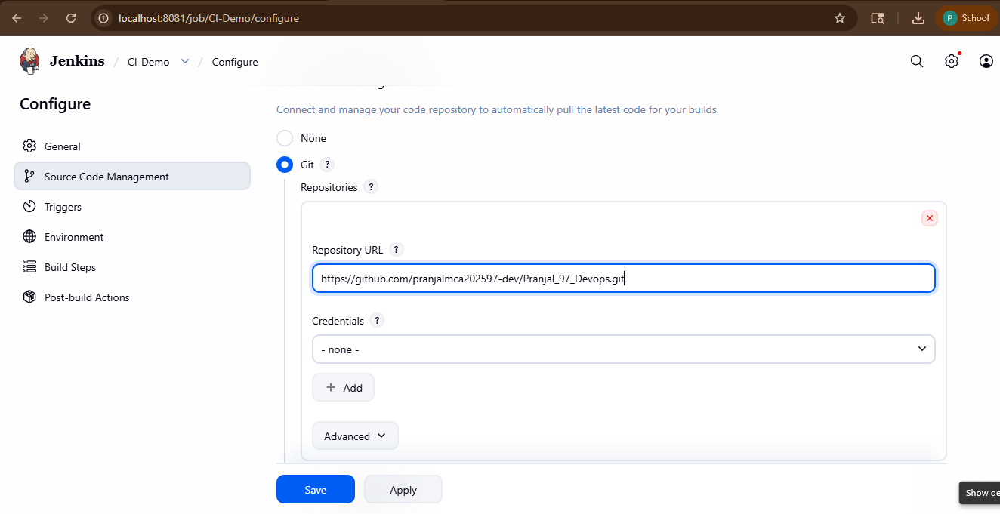 localhost:8081/job/CI-Demo/configure
P School
Jenkins / CI-Demo / Configure
Configure
General
Source Code Management
Triggers
Environment
Build Steps
Post-build Actions
Connect and manage your code repository to automatically pull the latest code for your builds.
None
Git ?
Repositories ?
Repository URL ?
https://github.com/pranjalmca202597-dev/Pranjal_97_Devops.git
Credentials ?
- none -
+ Add
Advanced
Save
Apply
Show de